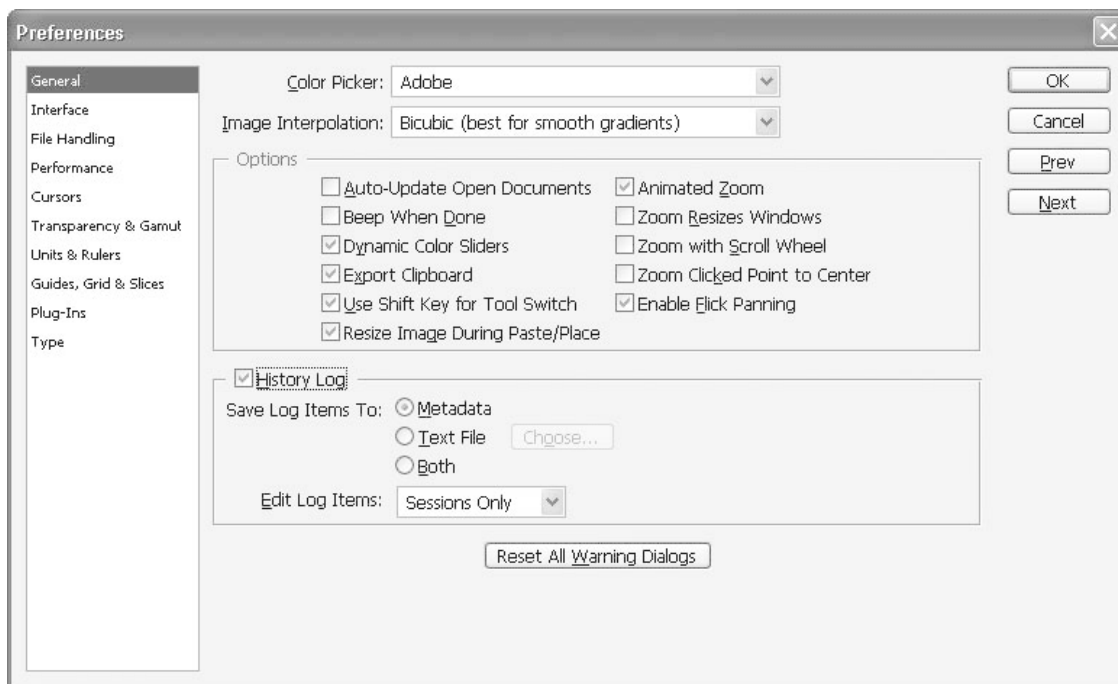 Preferences
General
Interface
File Handling
Performance
Cursors
Transparency & Gamut
Units & Rulers
Guides, Grid & Slices
Plug-Ins
Type
Color Picker: Adobe
Image Interpolation: Bicubic (best for smooth gradients)
Options
Auto-Update Open Documents
Beep When Done
Dynamic Color Sliders
Export Clipboard
Use Shift Key for Tool Switch
Resize Image During Paste/Place
Animated Zoom
Zoom Resizes Windows
Zoom with Scroll Wheel
Zoom Clicked Point to Center
Enable Flick Panning
History Log
Save Log Items To: Metadata
Text File Choose...
Both
Edit Log Items: Sessions Only
Reset All Warning Dialogs
OK
Cancel
Prev
Next